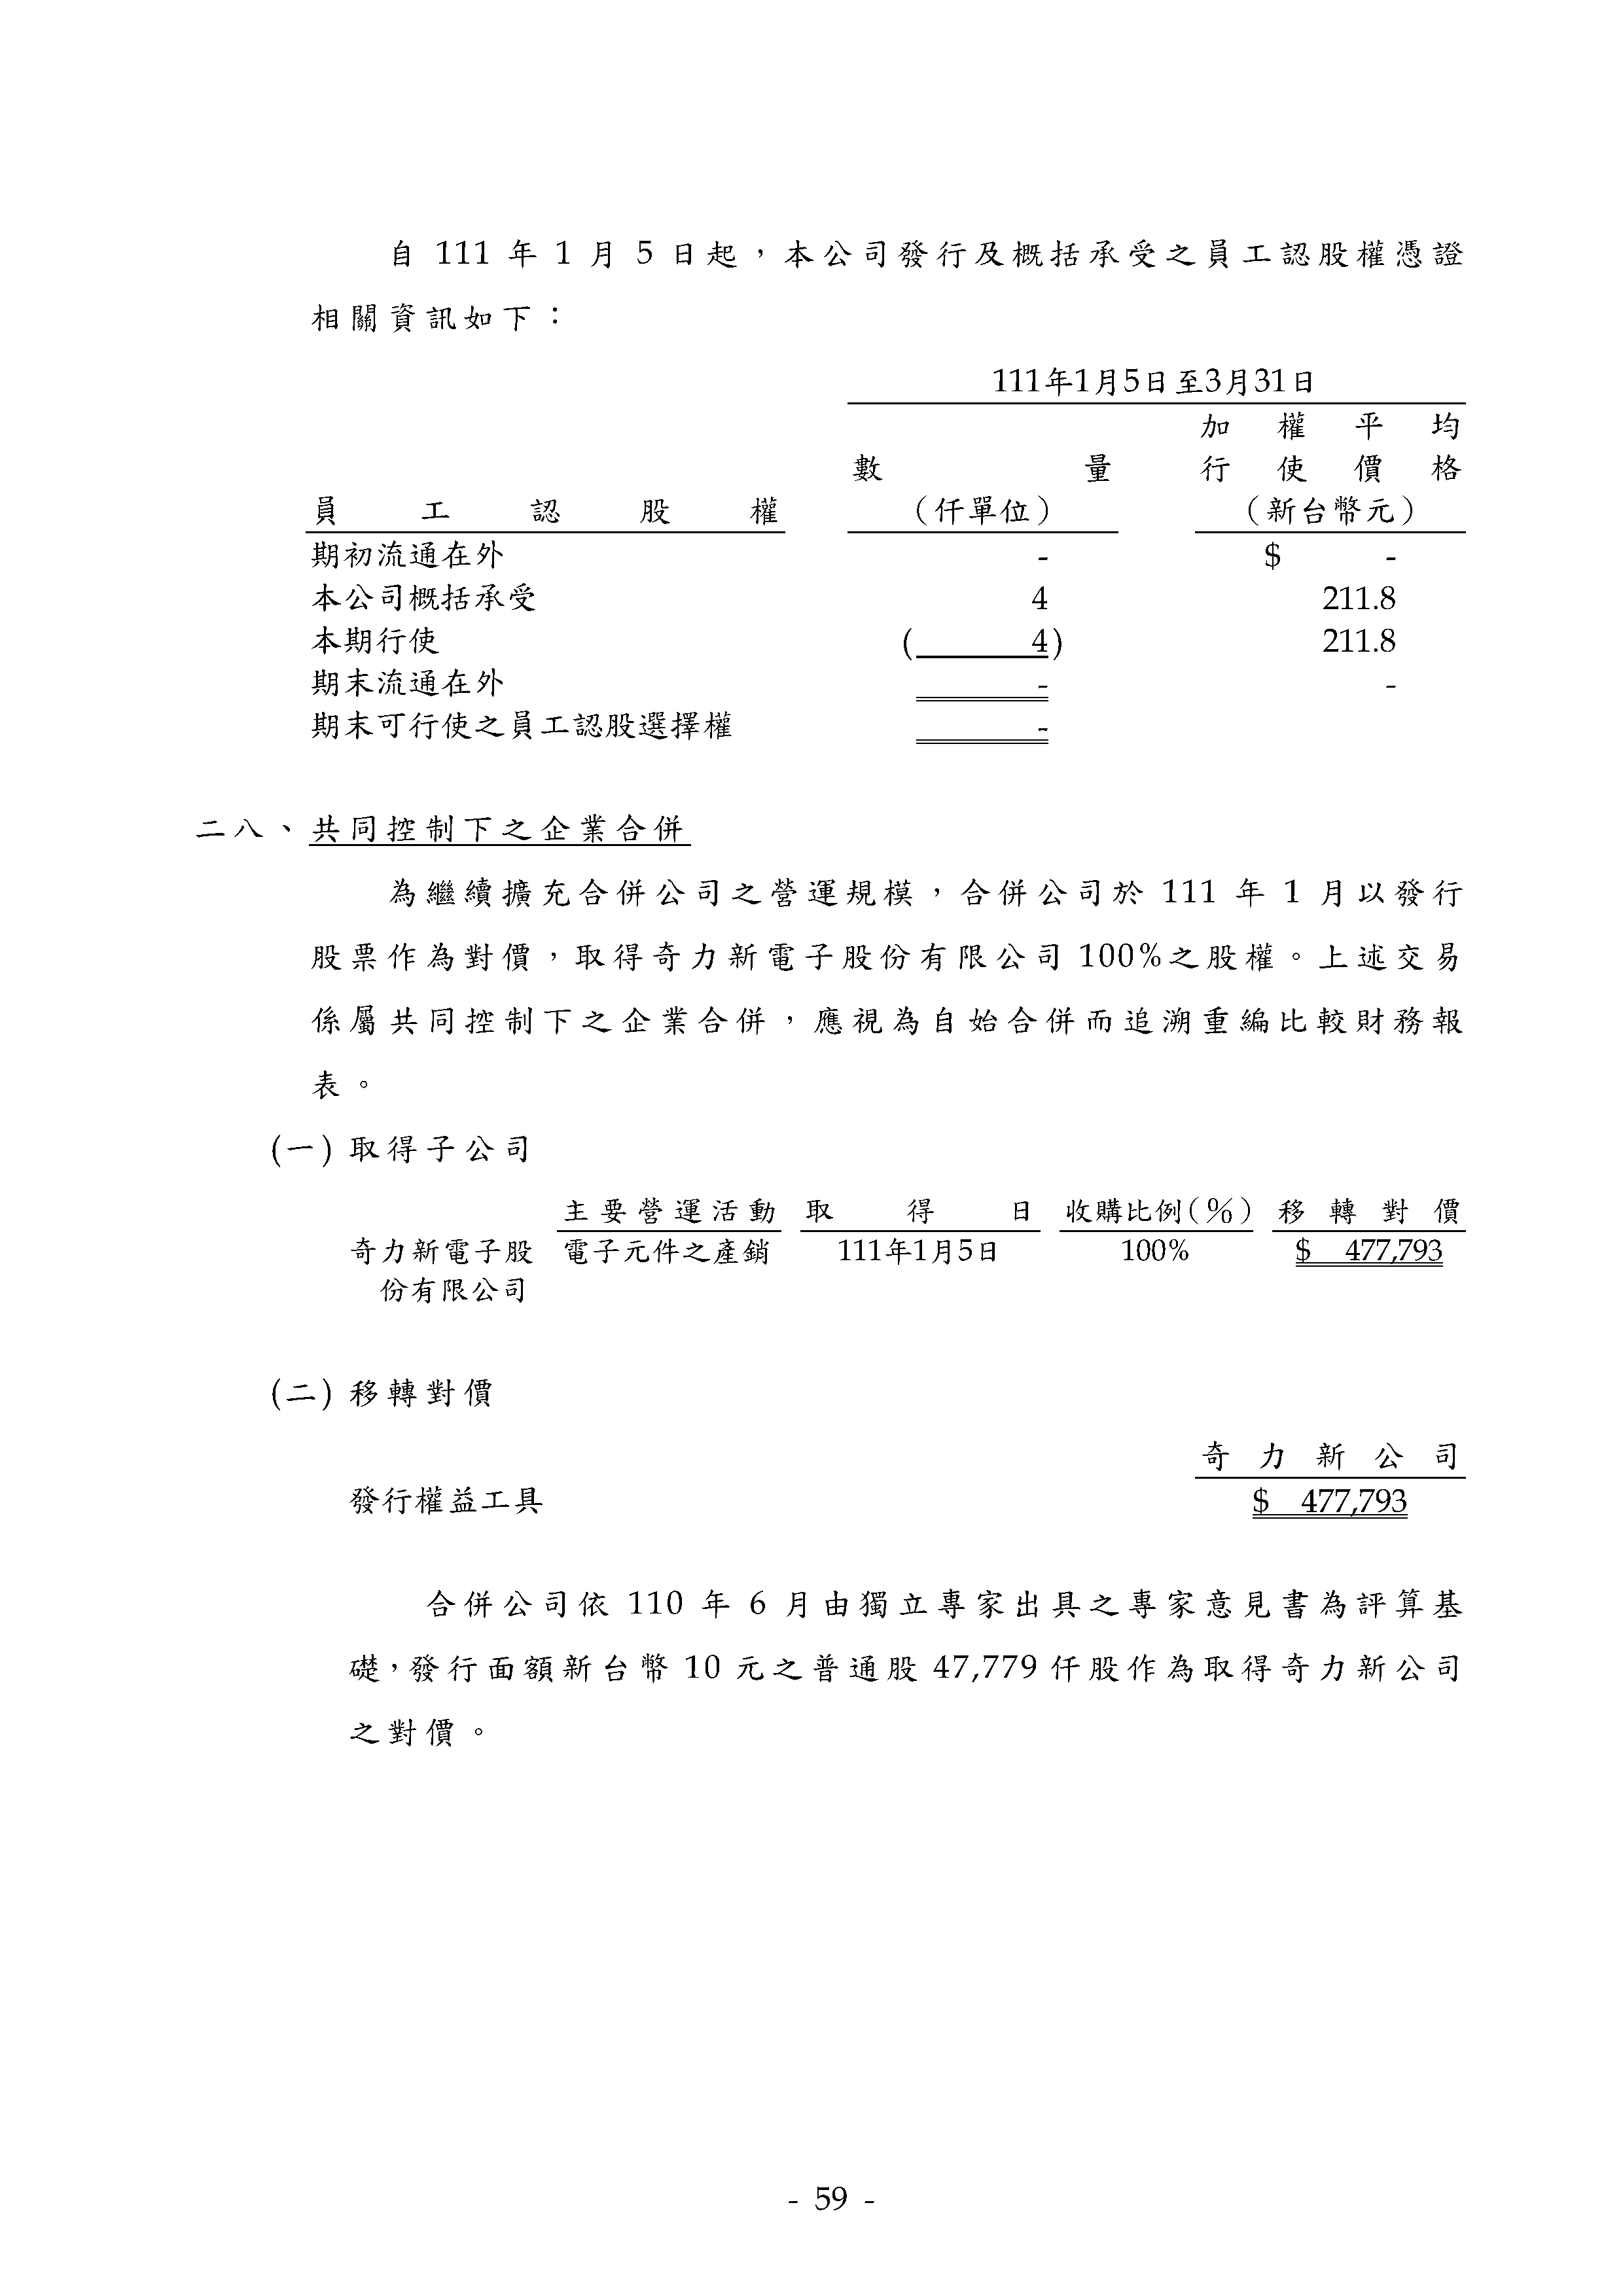 自 111 年 1 月 5 日起，本公司發行及概括承受之員工認股權憑證
相關資訊如下：
111年1月5日至3月31日
加權平均
數量 行使價格
員工認股權 （仟單位） （新台幣元）
期初流通在外 - $ -
本公司概括承受 4 211.8
本期行使 ( 4) 211.8
期末流通在外 - -
期末可行使之員工認股選擇權 -
二八、共同控制下之企業合併
為繼續擴充合併公司之營運規模，合併公司於 111 年 1 月以發行
股票作為對價，取得奇力新電子股份有限公司 100%之股權。上述交易
係屬共同控制下之企業合併，應視為自始合併而追溯重編比較財務報
表。
(一) 取得子公司
主要營運活動 取得日 收購比例（％） 移轉對價
奇力新電子股 電子元件之產銷 111年1月5日 100% $ 477,793
份有限公司
(二) 移轉對價
奇力新公司
發行權益工具 $ 477,793
合併公司依 110 年 6 月由獨立專家出具之專家意見書為評算基
礎，發行面額新台幣 10 元之普通股 47,779 仟股作為取得奇力新公司
之對價。
- 59 -